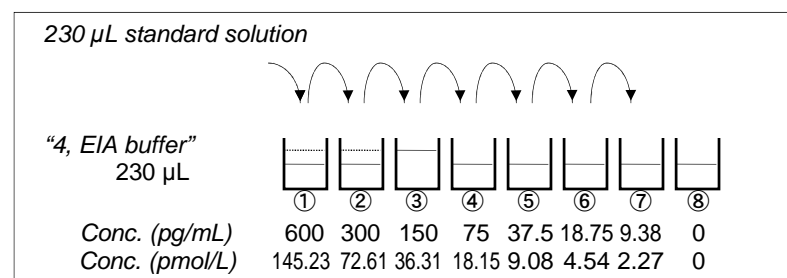 230 µL standard solution
“4, EIA buffer”
230 µL
① ② ③ ④ ⑤ ⑥ ⑦ ⑧
Conc. (pg/mL) 600 300 150 75 37.5 18.75 9.38 0
Conc. (pmol/L) 145.23 72.61 36.31 18.15 9.08 4.54 2.27 0